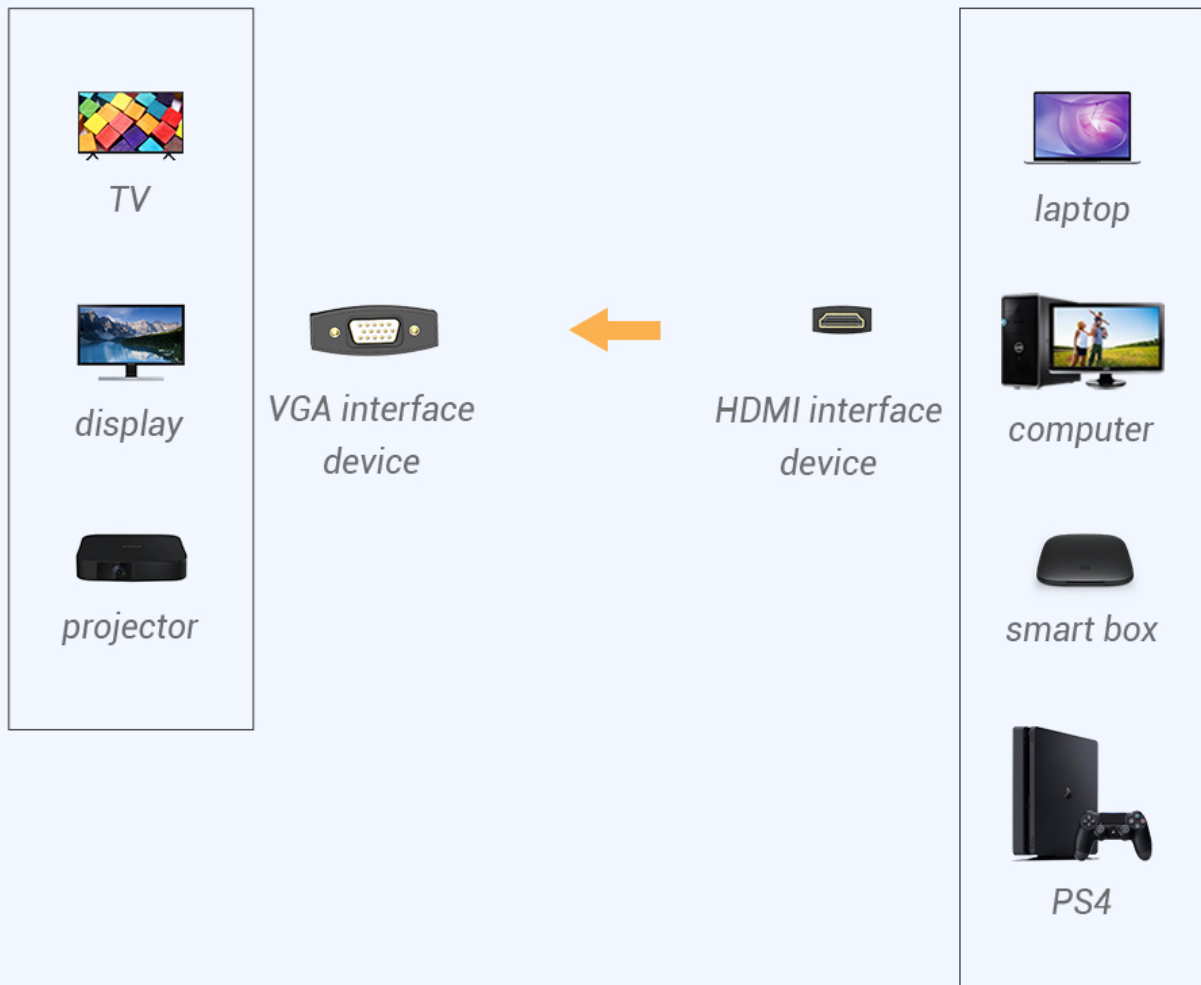 TV
display
projector
VGA interface
device
HDMI interface
device
laptop
computer
smart box
PS4